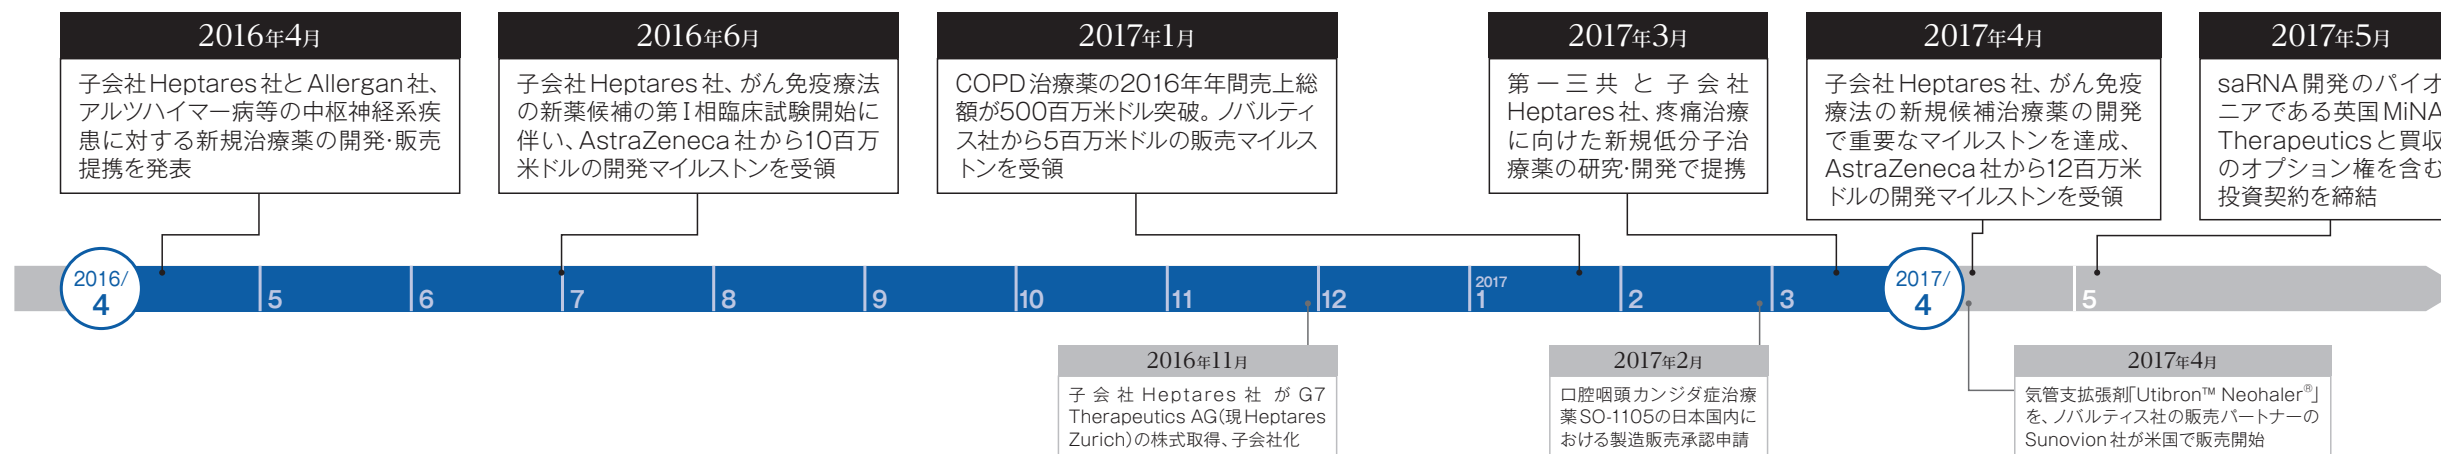 2016年4月
子会社Heptares社とAllergan社、
アルツハイマー病等の中枢神経系疾
患に対する新規治療薬の開発・販売
提携を発表
2016年6月
子会社Heptares社、がん免疫療法
の新薬候補の第Ⅰ相臨床試験開始に
伴い、AstraZeneca社から10百万
米ドルの開発マイルストンを受領
2017年1月
COPD治療薬の2016年年間売上総
額が500百万米ドル突破。ノバルティ
ス社から5百万米ドルの販売マイルス
トンを受領
2017年3月
第一三共と子会社
Heptares社、疼痛治療
に向けた新規低分子治
療薬の研究・開発で提携
2017年4月
子会社Heptares社、がん免疫
療法の新規候補治療薬の開発
で重要なマイルストンを達成、
AstraZeneca社から12百万米
ドルの開発マイルストンを受領
2017年5月
saRNA開発のパイオ
ニアである英国MiNA
Therapeuticsと買収
のオプション権を含む
投資契約を締結
2016/
4
5
6
7
8
9
10
11
12
2017
1
2
3
2017/
4
5
2016年11月
子会社Heptares社がG7
Therapeutics AG(現Heptares
Zurich)の株式取得、子会社化
2017年2月
口腔咽頭カンジダ症治療
薬SO-1105の日本国内に
おける製造販売承認申請
2017年4月
気管支拡張剤「Utibron™ Neohaler®」
を、ノバルティス社の販売パートナーの
Sunovion社が米国で販売開始